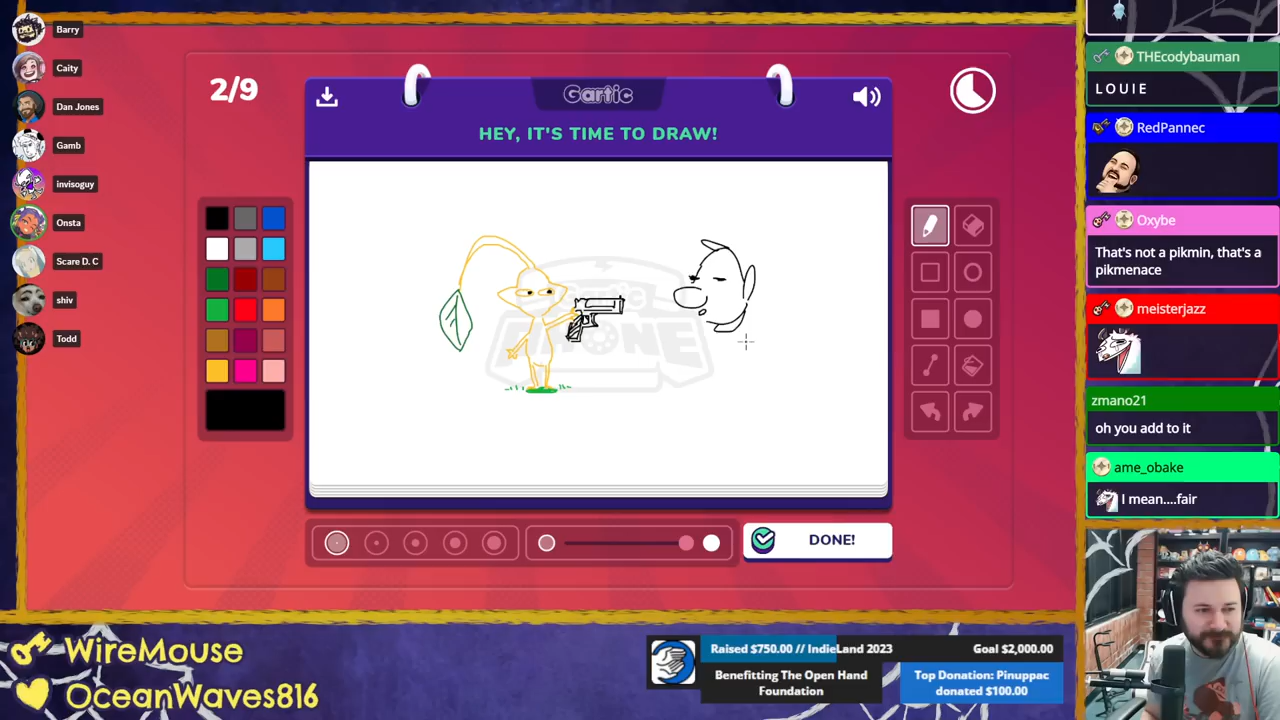 Barry
Caity
Dan Jones
Gamb
invisoguy
Onsta
Scare D. C
shiv
Todd
2/9
Gartic
HEY, IT'S TIME TO DRAW!
Gartic
PHONE
DONE!
THEcodybauman
LOUIE
RedPannec
Oxybe
That's not a pikmin, that's a
pikmenace
meisterjazz
zmano21
oh you add to it
ame_obake
I mean....fair
WireMouse
OceanWaves816
Raised $750.00 // IndieLand 2023 Goal $2,000.00
Benefitting The Open Hand
Foundation
Top Donation: Pinuppac
donated $100.00